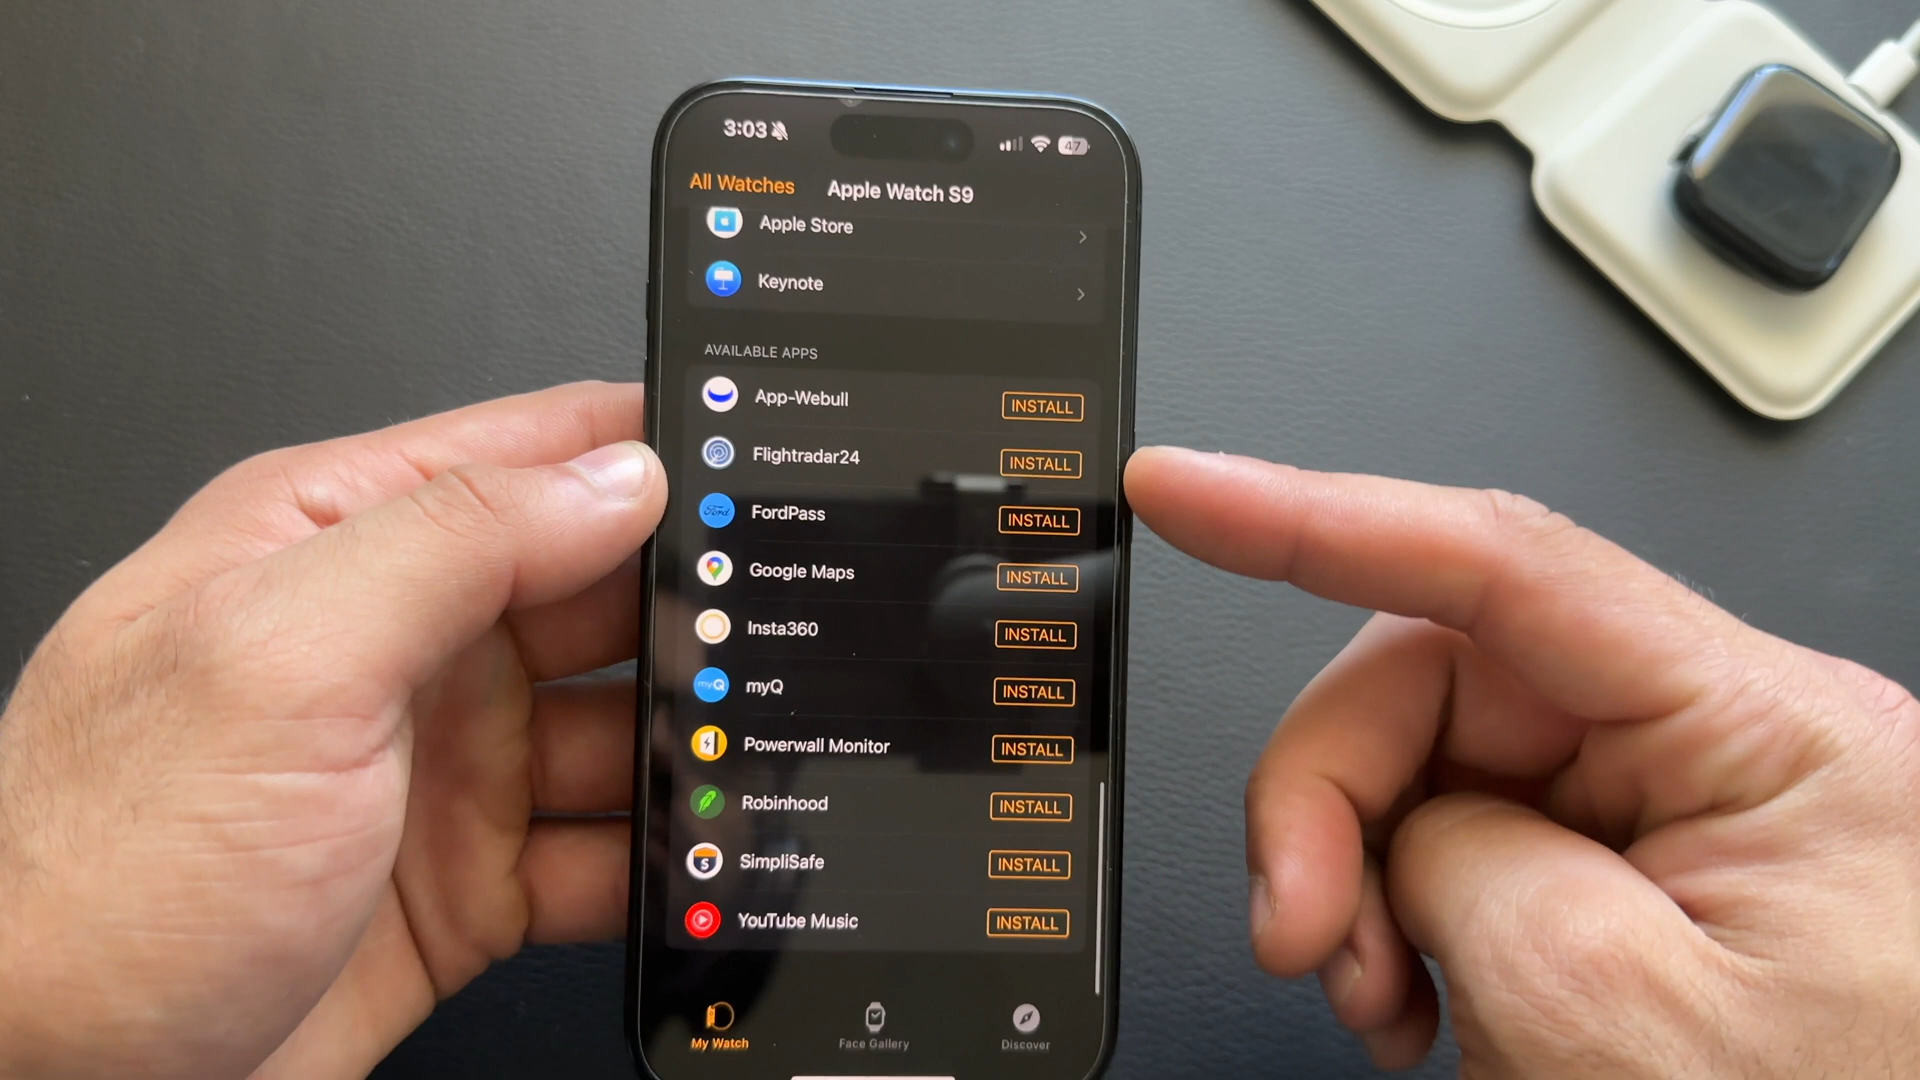 3:03
47
All Watches Apple Watch S9
Apple Store
Keynote
AVAILABLE APPS
App-Webull INSTALL
Flightradar24 INSTALL
Ford FordPass INSTALL
Google Maps INSTALL
Insta360 INSTALL
myQ myQ INSTALL
Powerwall Monitor INSTALL
Robinhood INSTALL
S SimpliSafe INSTALL
YouTube Music INSTALL
My Watch Face Gallery Discover